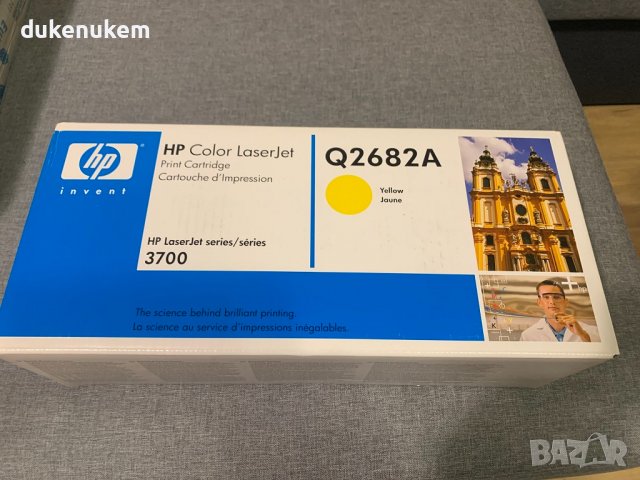 dukenukem
hp
invent
HP Color LaserJet
Print Cartridge
Cartouche d'Impression
HP LaserJet series/séries
3700
Q2682A
Yellow
Jaune
The science behind brilliant printing.
La science au service d'impressions inégalables.
BAZAR